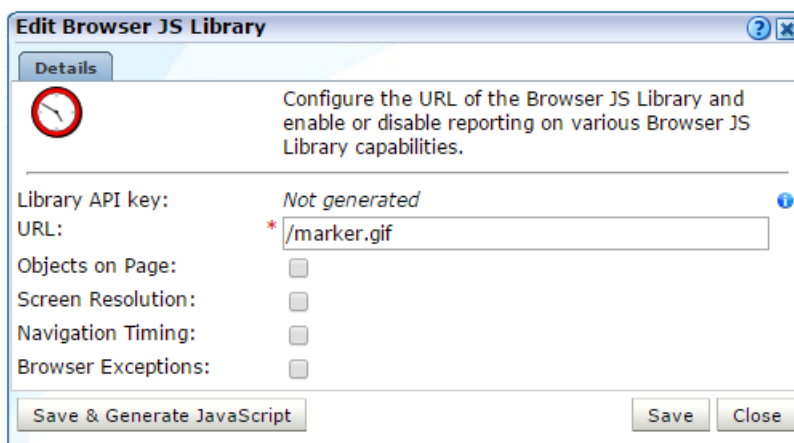 Edit Browser JS Library
Details
Configure the URL of the Browser JS Library and
enable or disable reporting on various Browser JS
Library capabilities.
Library API key: Not generated
URL: * /marker.gif
Objects on Page:
Screen Resolution:
Navigation Timing:
Browser Exceptions:
Save & Generate JavaScript Save Close